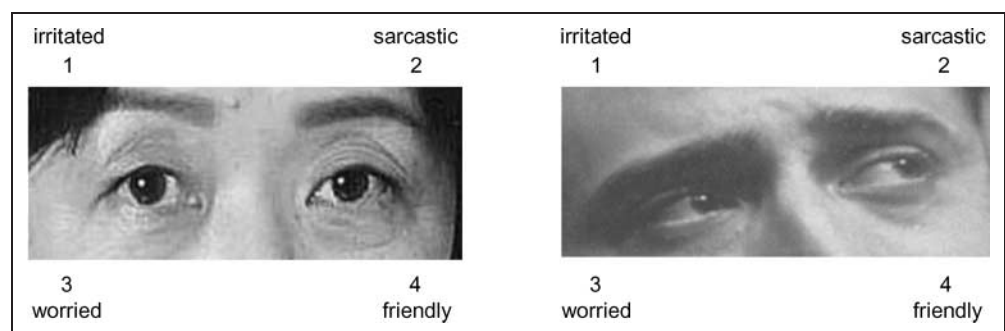 irritated sarcastic irritated sarcastic
1 2 1 2
3 4 3 4
worried friendly worried friendly